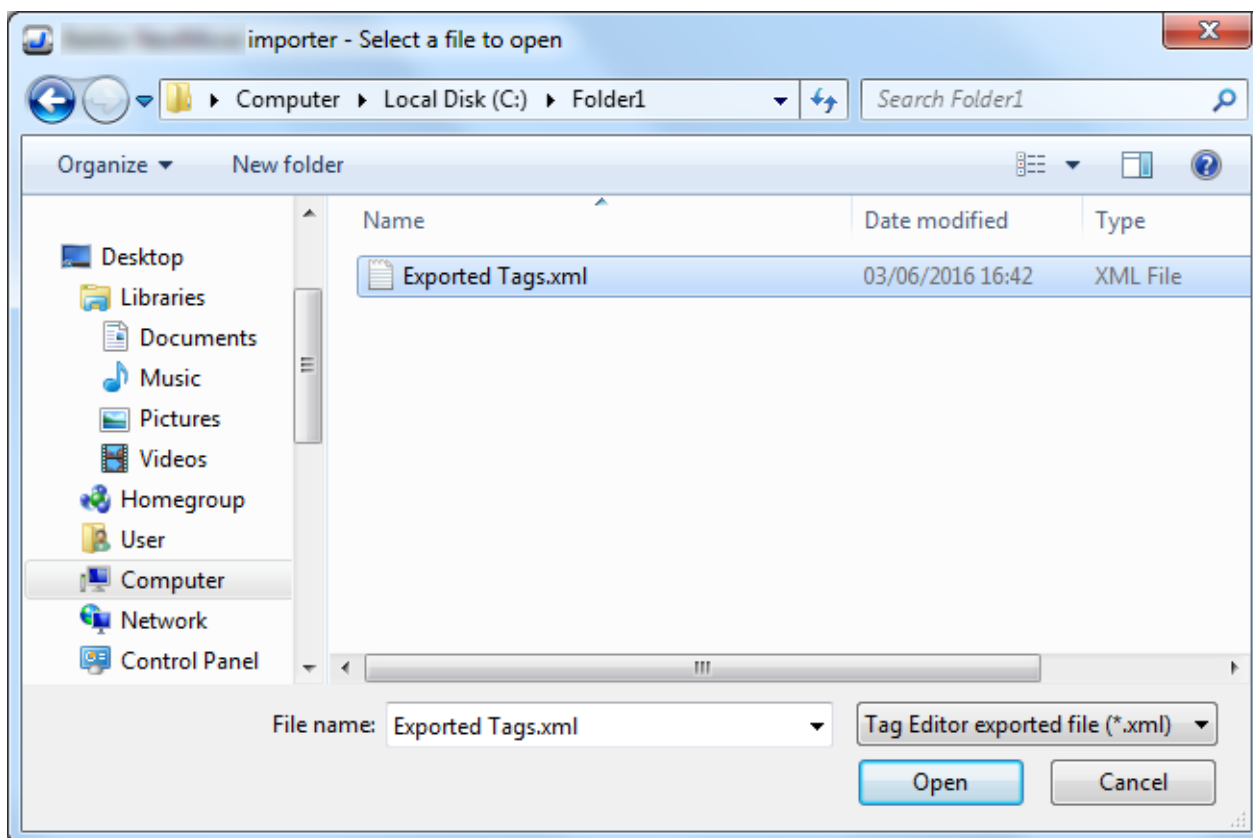 importer - Select a file to open
Computer Local Disk (C:) Folder1
Search Folder1
Organize New folder
Name Date modified Type
Exported Tags.xml 03/06/2016 16:42 XML File
Desktop
Libraries
Documents
Music
Pictures
Videos
Homegroup
User
Computer
Network
Control Panel
File name: Exported Tags.xml Tag Editor exported file (*.xml)
Open Cancel